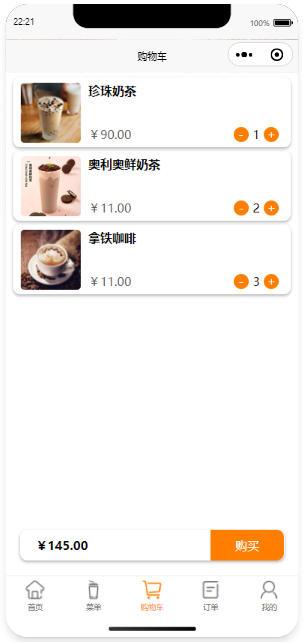 22:21
100%
购物车
珍珠奶茶
￥90.00
- 1 +
奥利奥鲜奶茶
￥11.00
- 2 +
拿铁咖啡
￥11.00
- 3 +
￥145.00
购买
首页
菜单
购物车
订单
我的